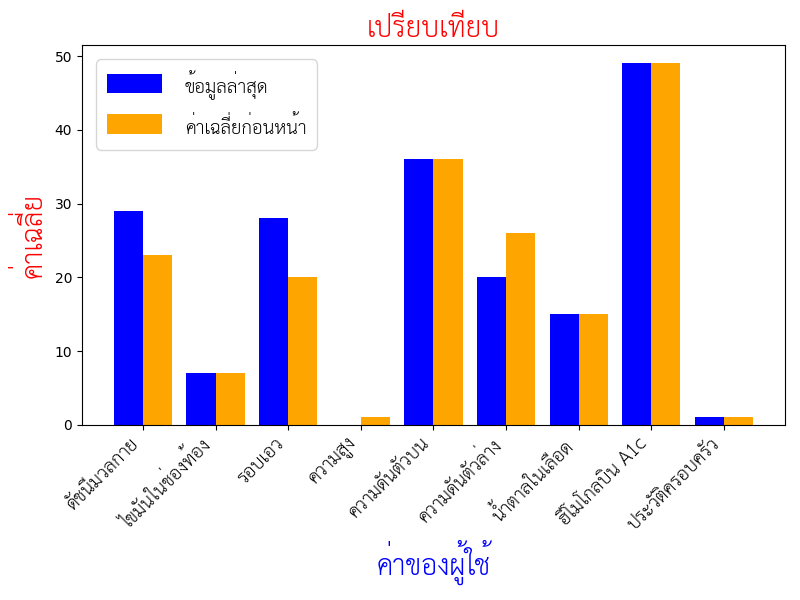 เปรียบเทียบ
ข้อมูลล่าสุด
ค่าเฉลี่ยก่อนหน้า
ค่าเฉลี่ย
50
40
30
20
10
0
ดัชนีมวลกาย
ไขมันในช่องท้อง
รอบเอว
ความสูง
ความดันตัวบน
ความดันตัวล่าง
น้ำตาลในเลือด
ฮีโมโกลบิน A1c
ประวัติครอบครัว
ค่าของผู้ใช้